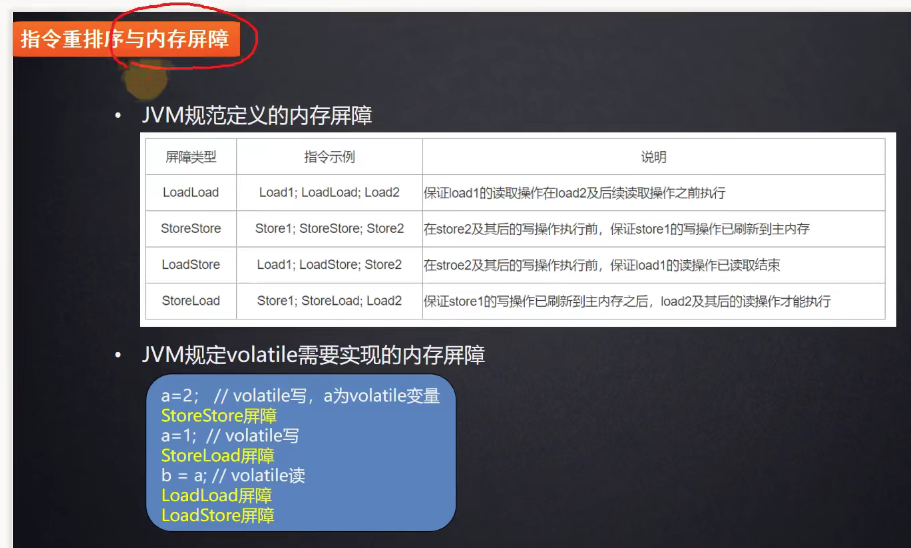 指令重排序与内存屏障
• JVM规范定义的内存屏障
屏障类型 指令示例 说明
LoadLoad Load1; LoadLoad; Load2 保证load1的读取操作在load2及后续读取操作之前执行
StoreStore Store1; StoreStore; Store2 在store2及其后的写操作执行前，保证store1的写操作已刷新到主内存
LoadStore Load1; LoadStore; Store2 在stroe2及其后的写操作执行前，保证load1的读操作已读取结束
StoreLoad Store1; StoreLoad; Load2 保证store1的写操作已刷新到主内存之后，load2及其后的读操作才能执行
• JVM规定volatile需要实现的内存屏障
a=2; // volatile写，a为volatile变量
StoreStore屏障
a=1; // volatile写
StoreLoad屏障
b = a; // volatile读
LoadLoad屏障
LoadStore屏障